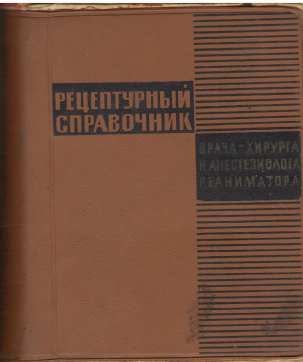 РЕЦЕПТУРНЫЙ
СПРАВОЧНИК
ВРАЧА-ХИРУРГА
И АНЕСТЕЗИОЛОГА
РЕАНИМАТОРА